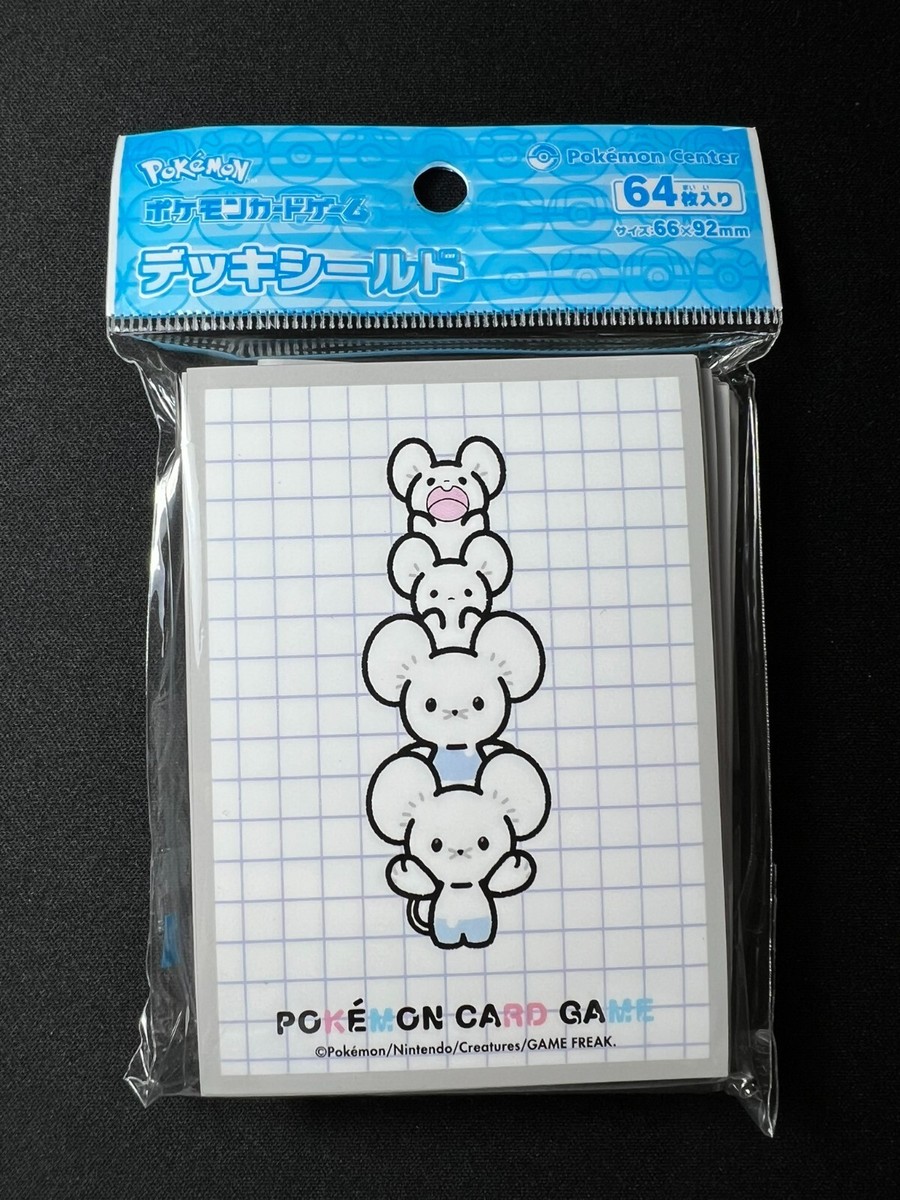 POKÉMON
ポケモンカードゲーム
デッキシールド
Pokémon Center
64枚入り
まいい
サイズ:66×92mm
POKÉMON CARD GAME
©Pokémon/Nintendo/Creatures/GAME FREAK.